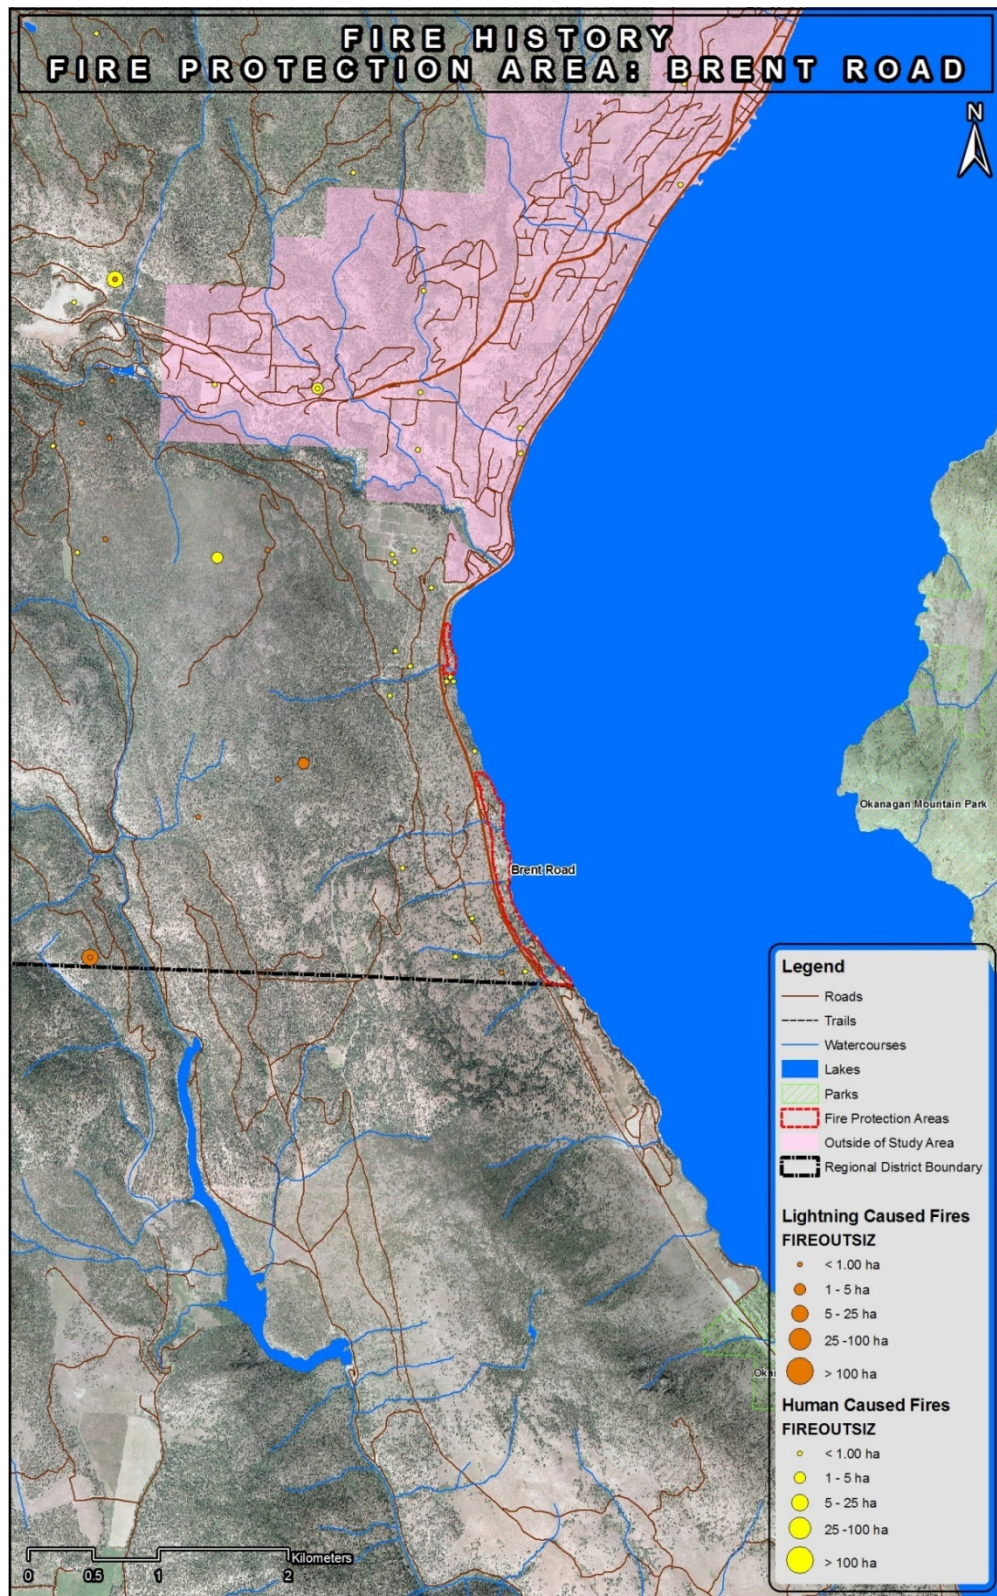 FIRE HISTORY
FIRE PROTECTION AREA: BRENT ROAD
N
Okanagan Mountain Park
Brent Road
Legend
Roads
Trails
Watercourses
Lakes
Parks
Fire Protection Areas
Outside of Study Area
Regional District Boundary
Lightning Caused Fires
FIREOUTSIZ
< 1.00 ha
1 - 5 ha
5 - 25 ha
25 -100 ha
> 100 ha
Human Caused Fires
FIREOUTSIZ
< 1.00 ha
1 - 5 ha
5 - 25 ha
25 -100 ha
> 100 ha
Oka
Kilometers
0 0.5 1 2